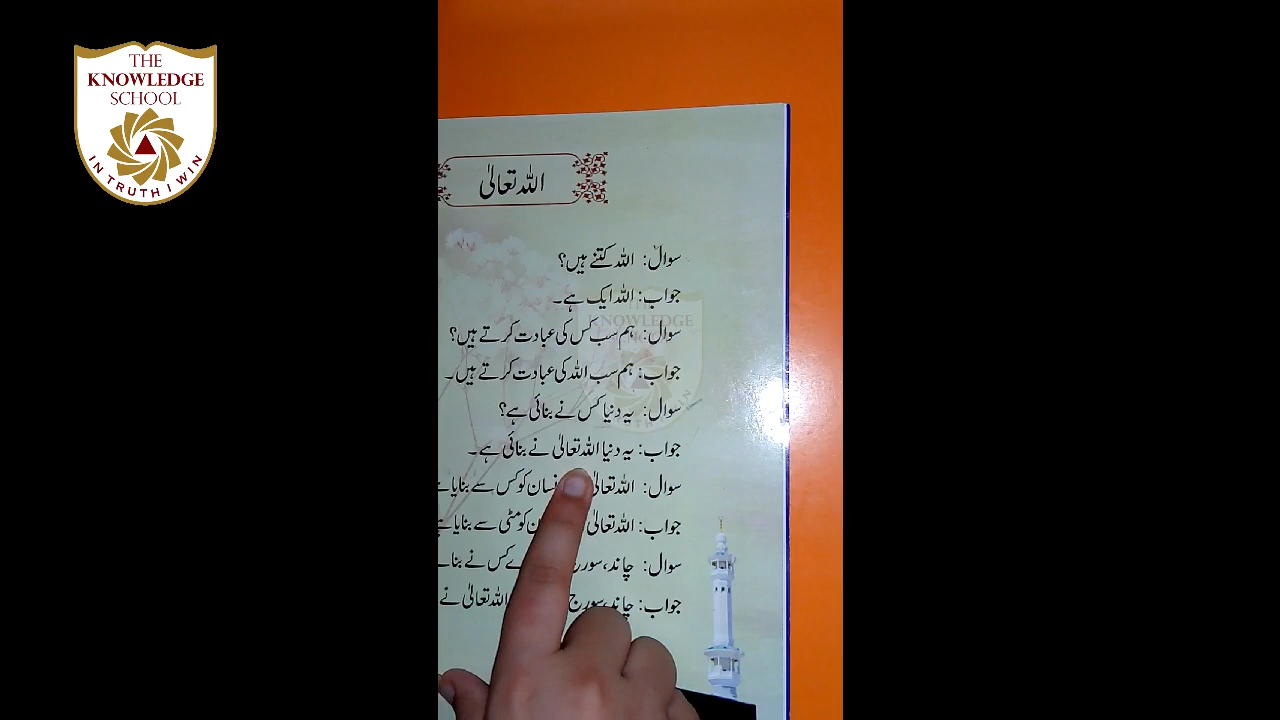 THE
KNOWLEDGE
SCHOOL
IN TRUTH I WIN
اللہ تعالیٰ
سوال: اللہ کتنے ہیں؟
جواب: اللہ ایک ہے۔
سوال: ہم سب کس کی عبادت کرتے ہیں؟
جواب: ہم سب اللہ کی عبادت کرتے ہیں۔
سوال: یہ دنیا کس نے بنائی ہے؟
جواب: یہ دنیا اللہ تعالیٰ نے بنائی ہے۔
سوال: اللہ تعالیٰ کو کس سے بنایا
جواب: اللہ تعالیٰ کو مٹی سے بنایا
سوال: چاند، سورج کس نے
جواب: چاند، سورج اللہ تعالیٰ نے